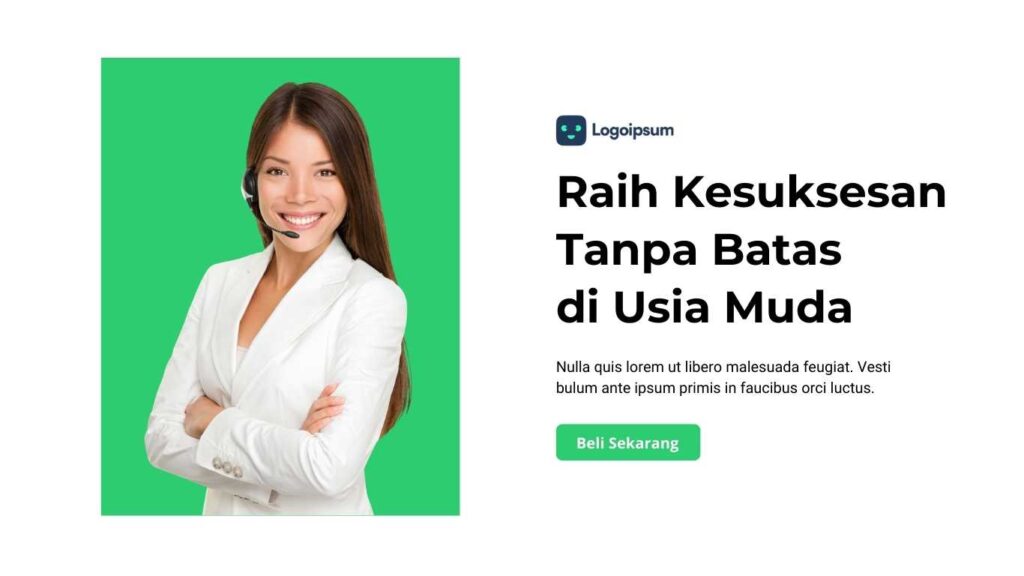 Logoipsum
Raih Kesuksesan
Tanpa Batas
di Usia Muda
Nulla quis lorem ut libero malesuada feugiat. Vesti
bulum ante ipsum primis in faucibus orci luctus.
Beli Sekarang